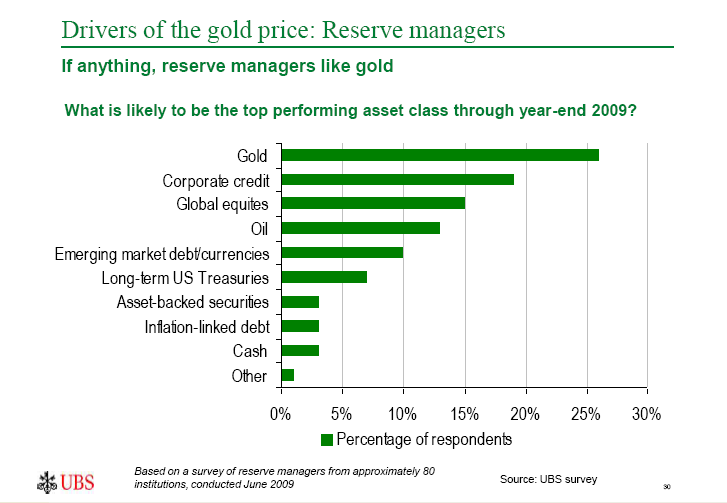 Drivers of the gold price: Reserve managers
If anything, reserve managers like gold
What is likely to be the top performing asset class through year-end 2009?
Gold
Corporate credit
Global equites
Oil
Emerging market debt/currencies
Long-term US Treasuries
Asset-backed securities
Inflation-linked debt
Cash
Other
0% 5% 10% 15% 20% 25% 30%
Percentage of respondents
UBS
Based on a survey of reserve managers from approximately 80
institutions, conducted June 2009
Source: UBS survey
30